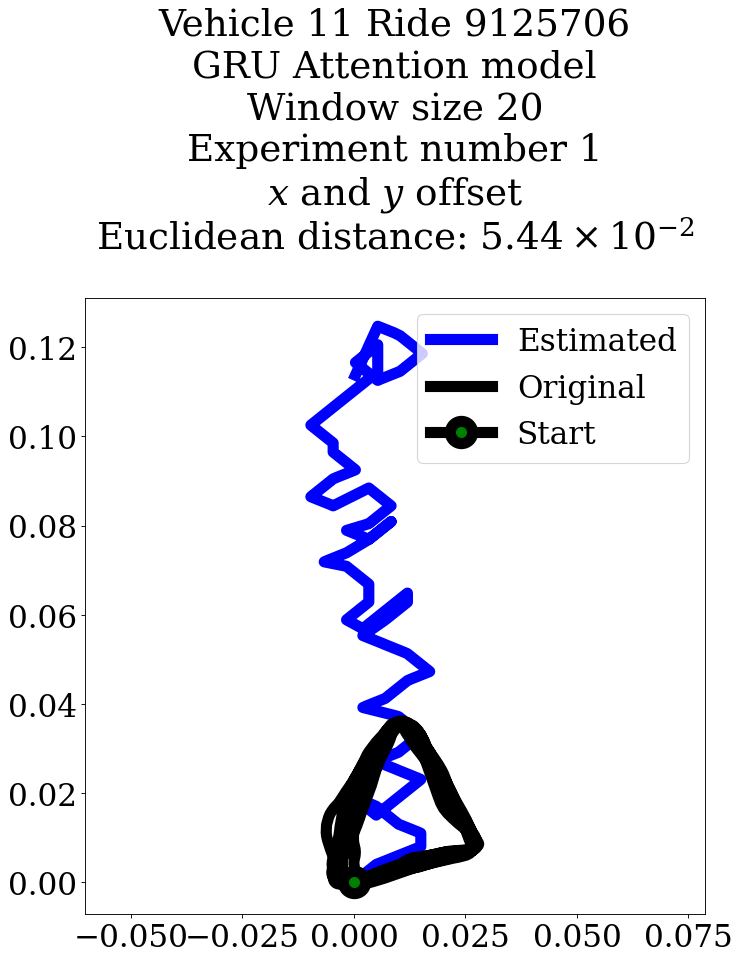 Vehicle 11 Ride 9125706
GRU Attention model
Window size 20
Experiment number 1
x and y offset
Euclidean distance: 5.44 × 10⁻²
Estimated
Original
Start
0.12
0.10
0.08
0.06
0.04
0.02
0.00
−0.050 −0.025 0.000 0.025 0.050 0.075